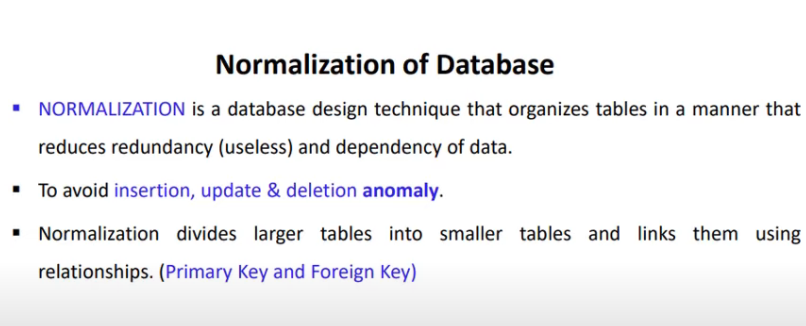 Normalization of Database
▪ NORMALIZATION is a database design technique that organizes tables in a manner that
reduces redundancy (useless) and dependency of data.
▪ To avoid insertion, update & deletion anomaly.
▪ Normalization divides larger tables into smaller tables and links them using
relationships. (Primary Key and Foreign Key)